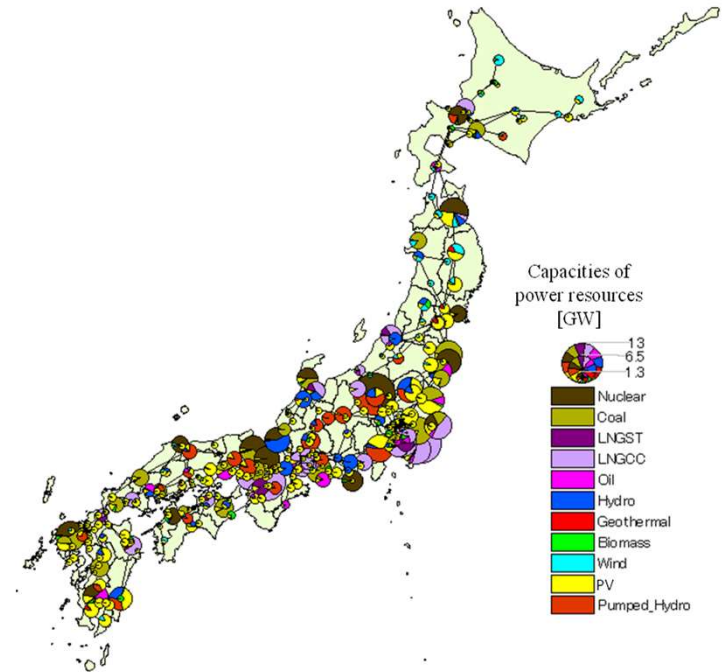 Capacities of
power resources
[GW]
13
6.5
1.3
Nuclear
Coal
LNGST
LNGCC
Oil
Hydro
Geothermal
Biomass
Wind
PV
Pumped_Hydro